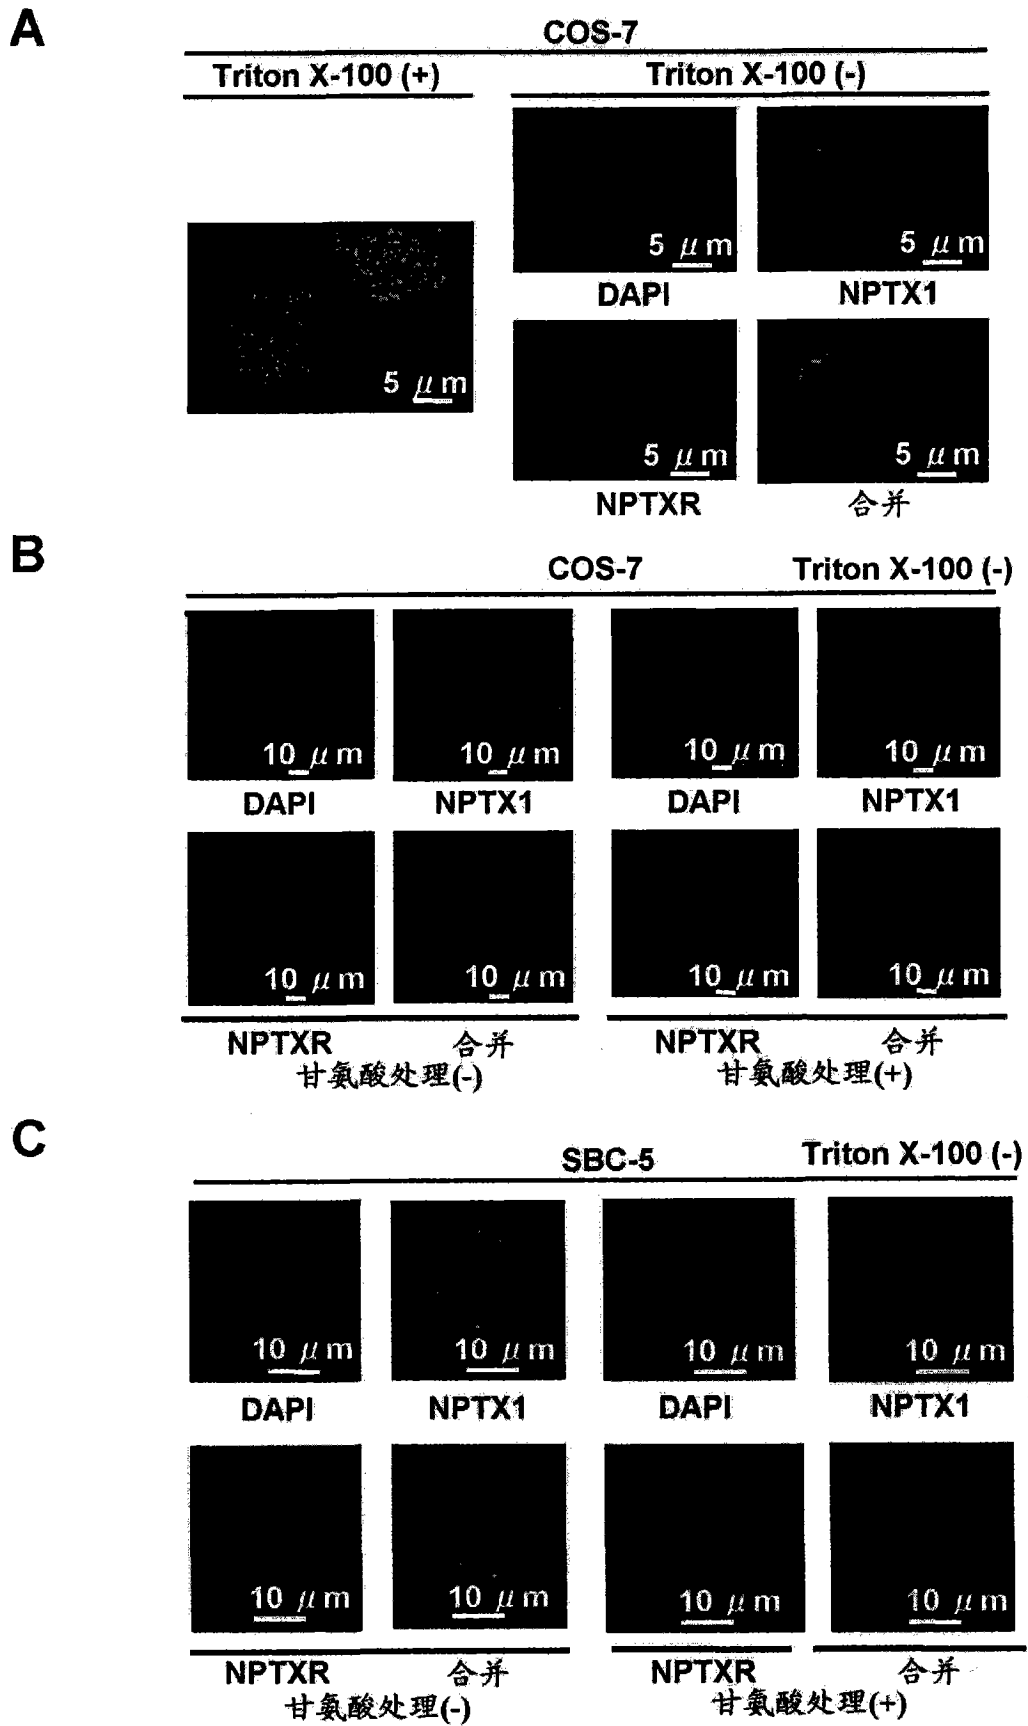 A
COS-7
Triton X-100 (+)
Triton X-100 (-)
5 μm
5 μm
DAPI
NPTX1
5 μm
5 μm
5 μm
NPTXR
合并
B
COS-7
Triton X-100 (-)
10 μm
10 μm
10 μm
10 μm
DAPI
NPTX1
DAPI
NPTX1
10 μm
10 μm
10 μm
10 μm
NPTXR
合并
NPTXR
合并
甘氨酸处理(-)
甘氨酸处理(+)
C
SBC-5
Triton X-100 (-)
10 μm
10 μm
10 μm
10 μm
DAPI
NPTX1
DAPI
NPTX1
10 μm
10 μm
10 μm
10 μm
NPTXR
合并
NPTXR
合并
甘氨酸处理(-)
甘氨酸处理(+)